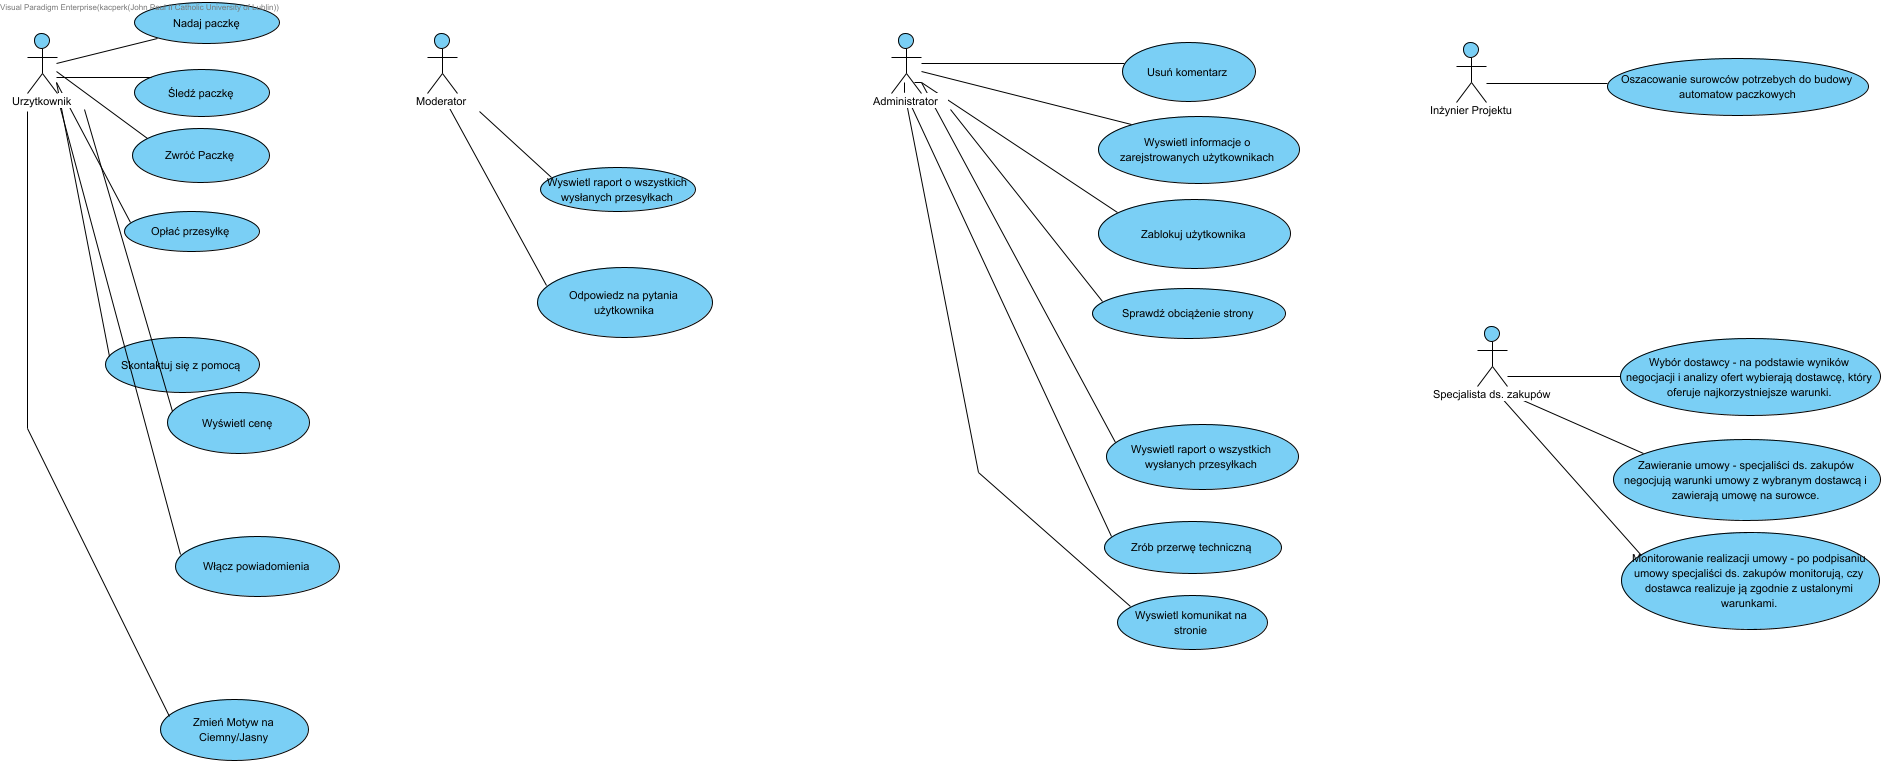 Visual Paradigm Enterprise(kacperk(John Paul II Catholic University of Lublin))
Nadaj paczkę
Urzytkownik
Śledź paczkę
Zwróć Paczkę
Opłać przesyłkę
Skontaktuj się z pomocą
Wyświetl cenę
Włącz powiadomienia
Zmień Motyw na
Ciemny/Jasny
Moderator
Wyswietl raport o wszystkich
wysłanych przesyłkach
Odpowiedz na pytania
użytkownika
Administrator
Usuń komentarz
Wyswietl informacje o
zarejstrowanych użytkownikach
Zablokuj użytkownika
Sprawdź obciążenie strony
Wyswietl raport o wszystkich
wysłanych przesyłkach
Zrób przerwę techniczną
Wyswietl komunikat na
stronie
Inżynier Projektu
Oszacowanie surowców potrzebych do budowy
automatow paczkowych
Specjalista ds. zakupów
Wybór dostawcy - na podstawie wyników
negocjacji i analizy ofert wybierają dostawcę, który
oferuje najkorzystniejsze warunki.
Zawieranie umowy - specjaliści ds. zakupów
negocjują warunki umowy z wybranym dostawcą i
zawierają umowę na surowce.
Monitorowanie realizacji umowy - po podpisaniu
umowy specjaliści ds. zakupów monitorują, czy
dostawca realizuje ją zgodnie z ustalonymi
warunkami.